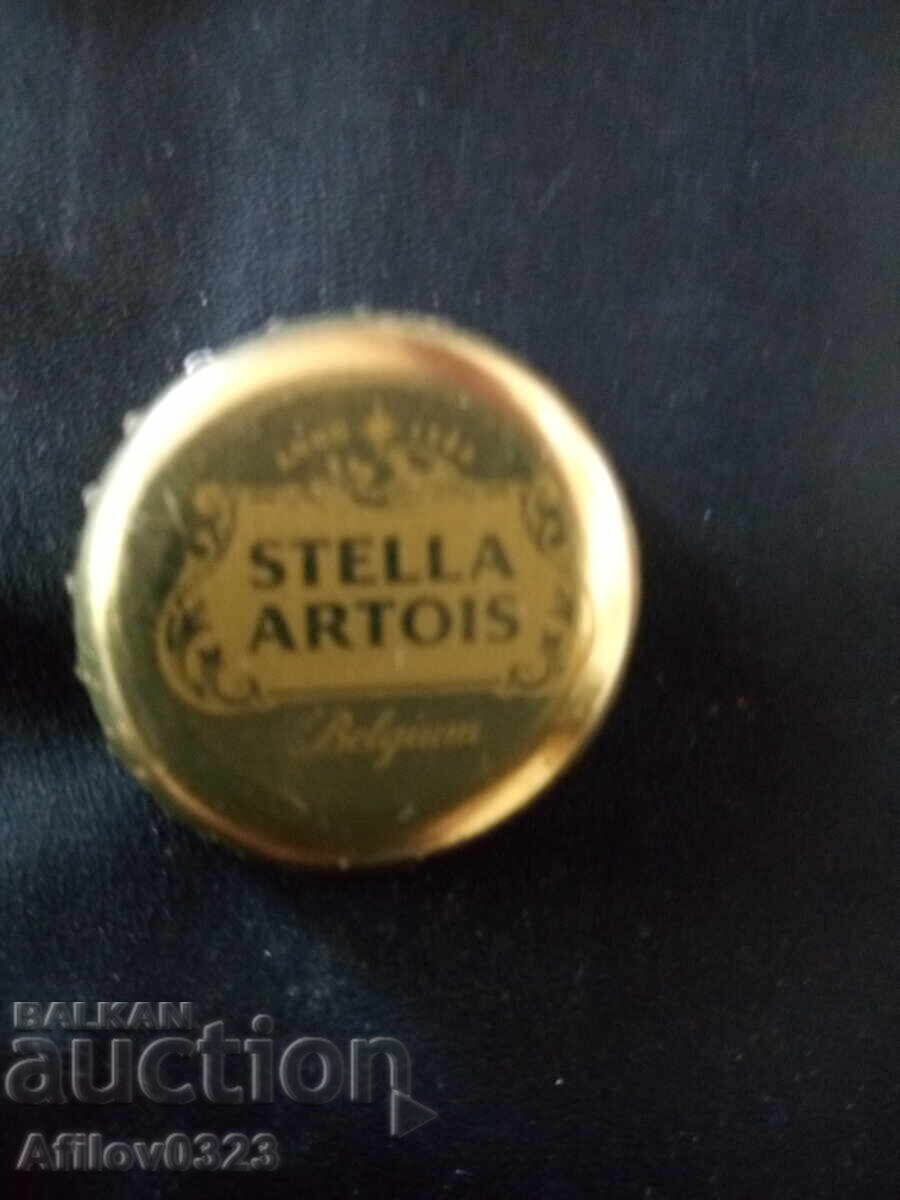 STELLA
ARTOIS
Belgium
BALKAN
auction
Afilov0323